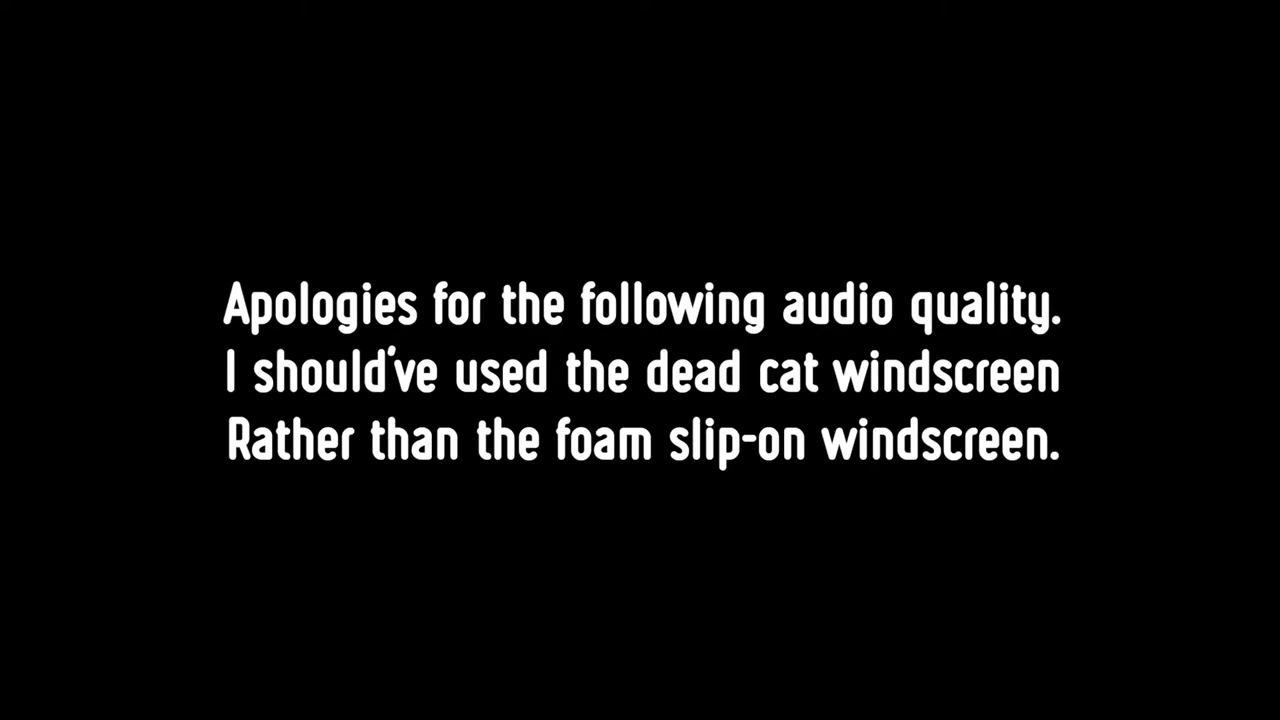 Apologies for the following audio quality.
I should've used the dead cat windscreen
Rather than the foam slip-on windscreen.